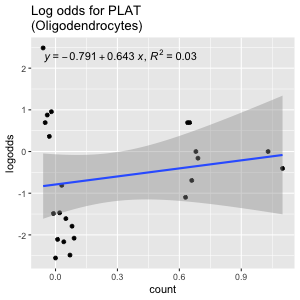 Log odds for PLAT
(Oligodendrocytes)
y = −0.791 + 0.643 x, R² = 0.03
2
1
0
-1
-2
0.0 0.3 0.6 0.9
count
logodds